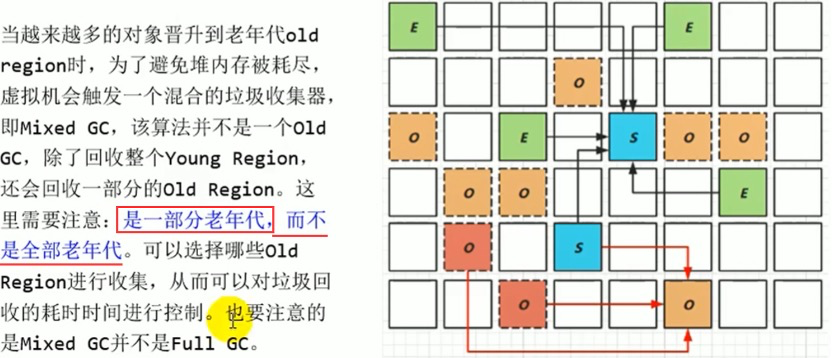 当越来越多的对象晋升到老年代old
region时，为了避免堆内存被耗尽，
虚拟机会触发一个混合的垃圾收集器，
即Mixed GC，该算法并不是一个Old
GC，除了回收整个Young Region，
还会回收一部分的Old Region。这
里需要注意：是一部分老年代，而不
是全部老年代。可以选择哪些Old
Region进行收集，从而可以对垃圾回
收的耗时时间进行控制。也要注意的
是Mixed GC并不是Full GC。
E E
O
O E S O O
O O E
O S
O O